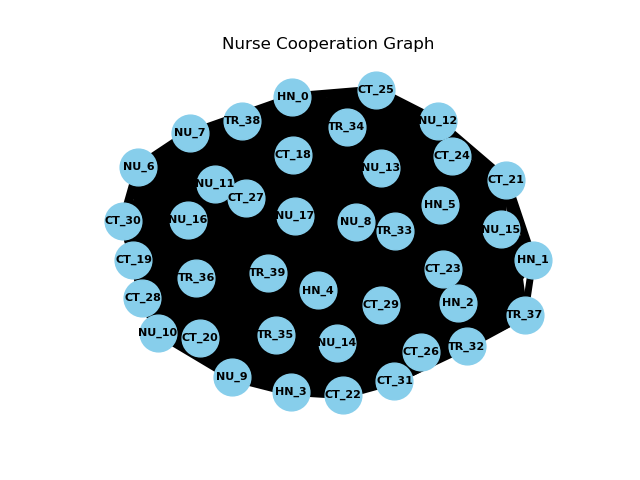 Nurse Cooperation Graph
CT_25
HN_0
TR_38
NU_12
TR_34
NU_7
CT_18
CT_24
NU_6
NU_13
CT_21
NU_11
CT_27
HN_5
NU_17
CT_30
NU_16
NU_8
TR_33
NU_15
CT_19
HN_1
CT_23
TR_39
TR_36
HN_4
CT_28
HN_2
CT_29
TR_37
NU_10
CT_20
TR_35
NU_14
TR_32
CT_26
NU_9
CT_31
HN_3
CT_22